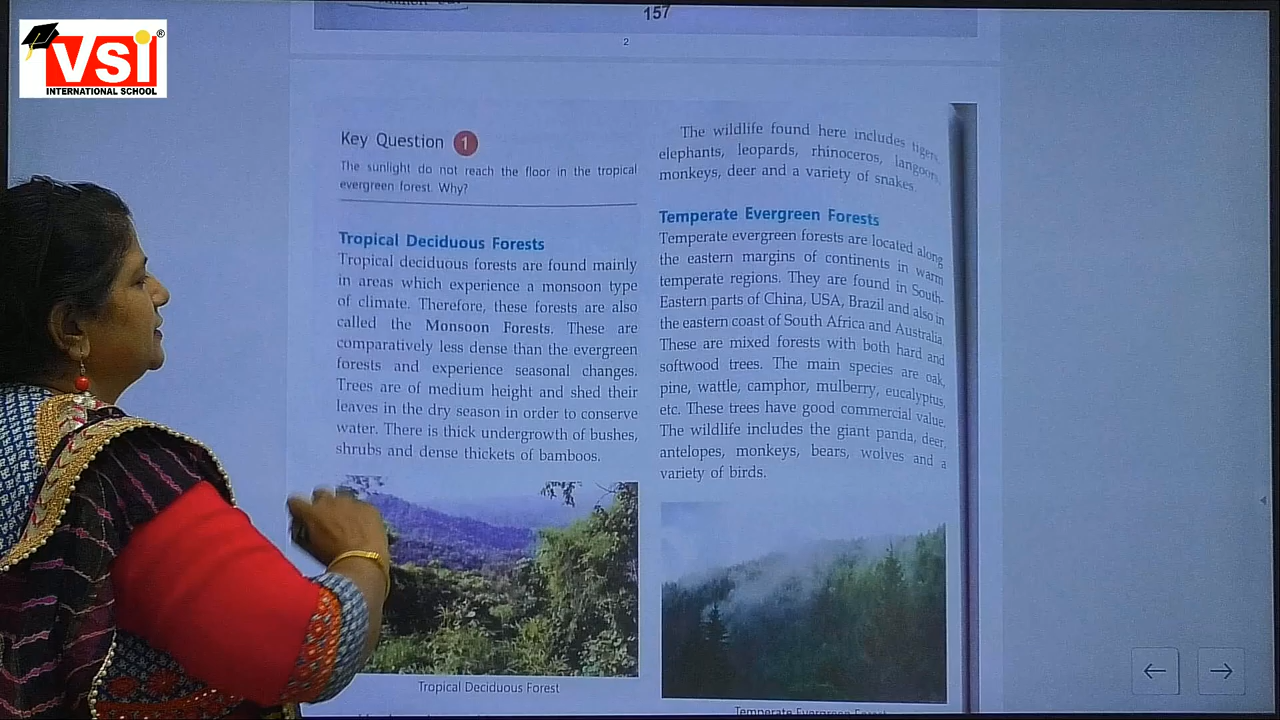 VSi
®
INTERNATIONAL SCHOOL
157
2
Key Question 1
The sunlight do not reach the floor in the tropical
evergreen forest. Why?
Tropical Deciduous Forests
Tropical deciduous forests are found mainly
in areas which experience a monsoon type
of climate. Therefore, these forests are also
called the Monsoon Forests. These are
comparatively less dense than the evergreen
forests and experience seasonal changes.
Trees are of medium height and shed their
leaves in the dry season in order to conserve
water. There is thick undergrowth of bushes,
shrubs and dense thickets of bamboos.
Tropical Deciduous Forest
The wildlife found here includes tigers,
elephants, leopards, rhinoceros, langoors,
monkeys, deer and a variety of snakes.
Temperate Evergreen Forests
Temperate evergreen forests are located along
the eastern margins of continents in warm
temperate regions. They are found in South-
Eastern parts of China, USA, Brazil and also in
the eastern coast of South Africa and Australia.
These are mixed forests with both hard and
softwood trees. The main species are oak,
pine, wattle, camphor, mulberry, eucalyptus,
etc. These trees have good commercial value.
The wildlife includes the giant panda, deer,
antelopes, monkeys, bears, wolves and a
variety of birds.
Temperate Evergreen Forest